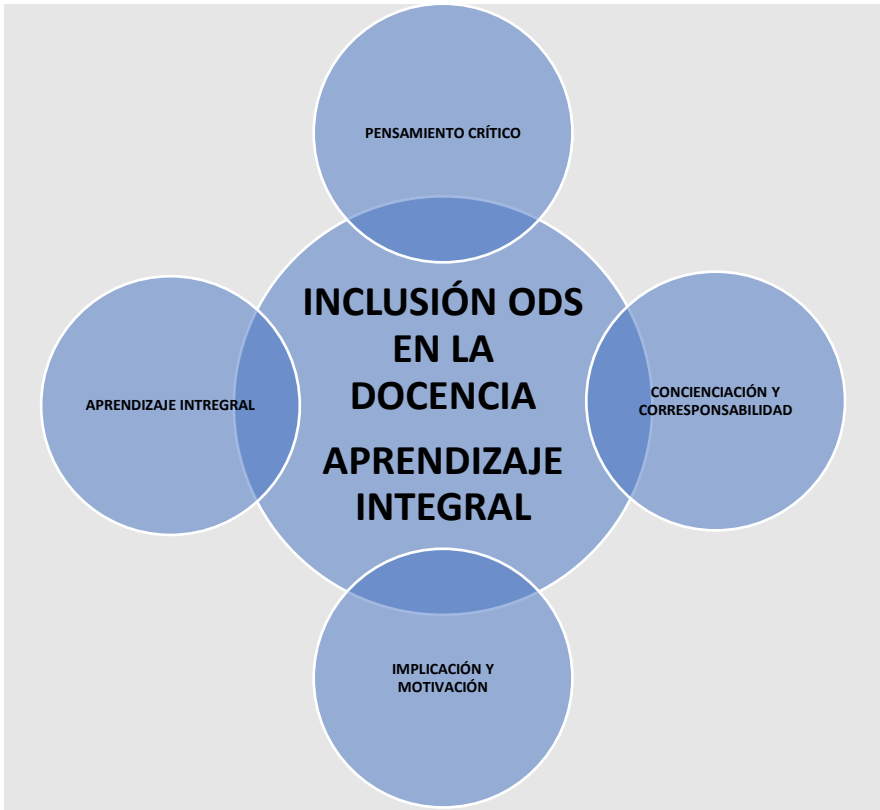 PENSAMIENTO CRÍTICO
INCLUSIÓN ODS
EN LA
DOCENCIA
APRENDIZAJE
INTEGRAL
APRENDIZAJE INTREGRAL
CONCIENCIACIÓN Y
CORRESPONSABILIDAD
IMPLICACIÓN Y
MOTIVACIÓN